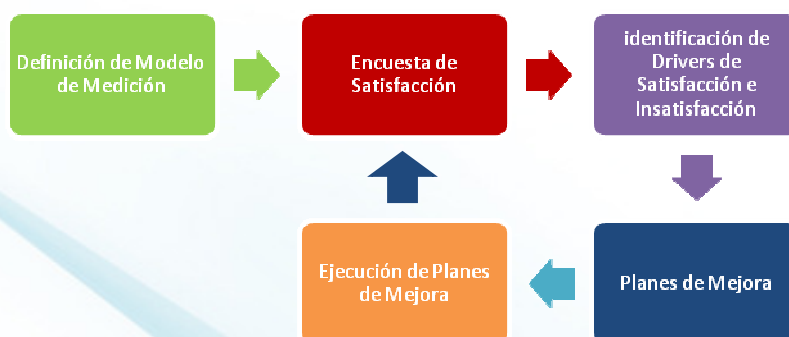 Definición de Modelo
de Medición
Encuesta de
Satisfacción
identificación de
Drivers de
Satisfacción e
Insatisfacción
Ejecución de Planes
de Mejora
Planes de Mejora